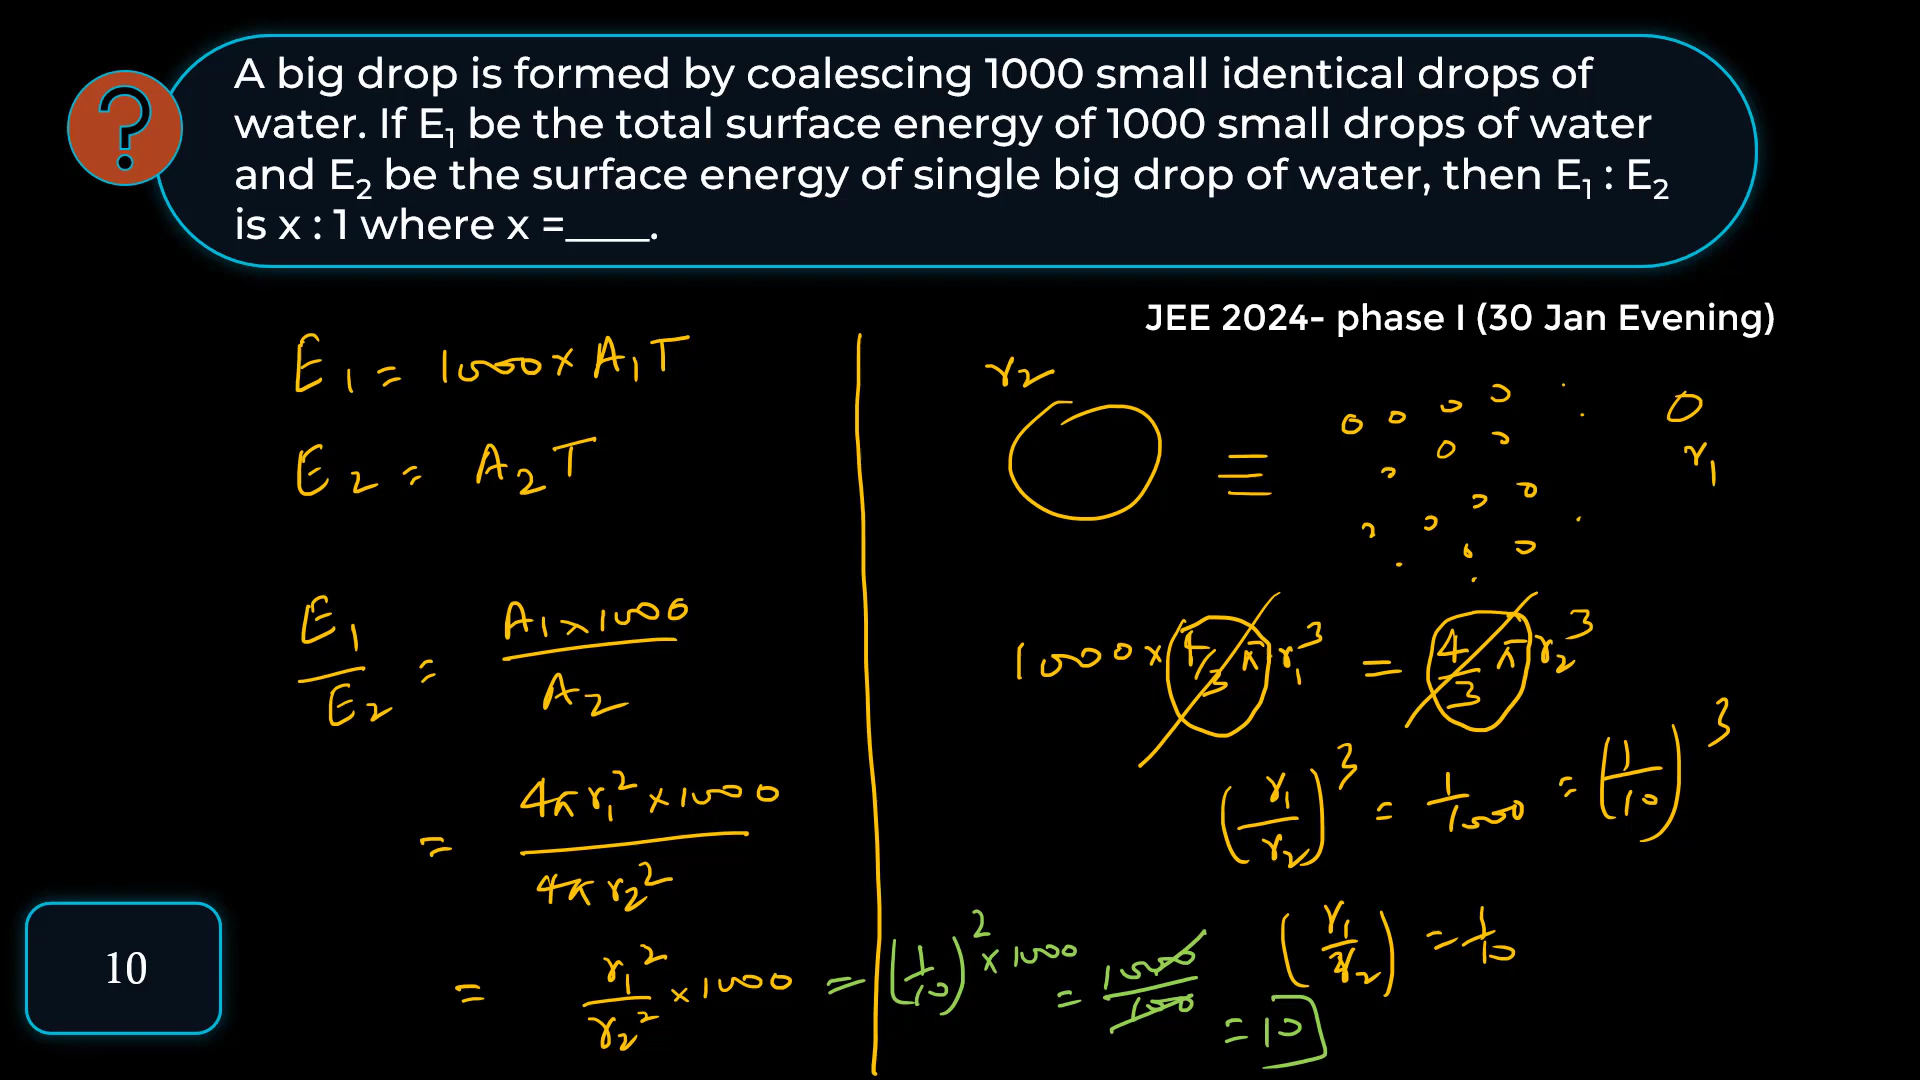 ?
A big drop is formed by coalescing 1000 small identical drops of
water. If E₁ be the total surface energy of 1000 small drops of water
and E₂ be the surface energy of single big drop of water, then E₁ : E₂
is x : 1 where x =____.
JEE 2024- phase I (30 Jan Evening)
E₁ = 1000 × A₁T
E₂ = A₂T
E₁/E₂ = A₁×1000/A₂
= 4πr₁²×1000/4πr₂²
= r₁²/r₂² × 1000 = (1/10)² × 1000 = 1000/100 = 10
r₂
≡
r₁
1000 × 4/3 π r₁³ = 4/3 π r₂³
(r₁/r₂)³ = 1/1000 = (1/10)³
(r₁/r₂) = 1/10
10